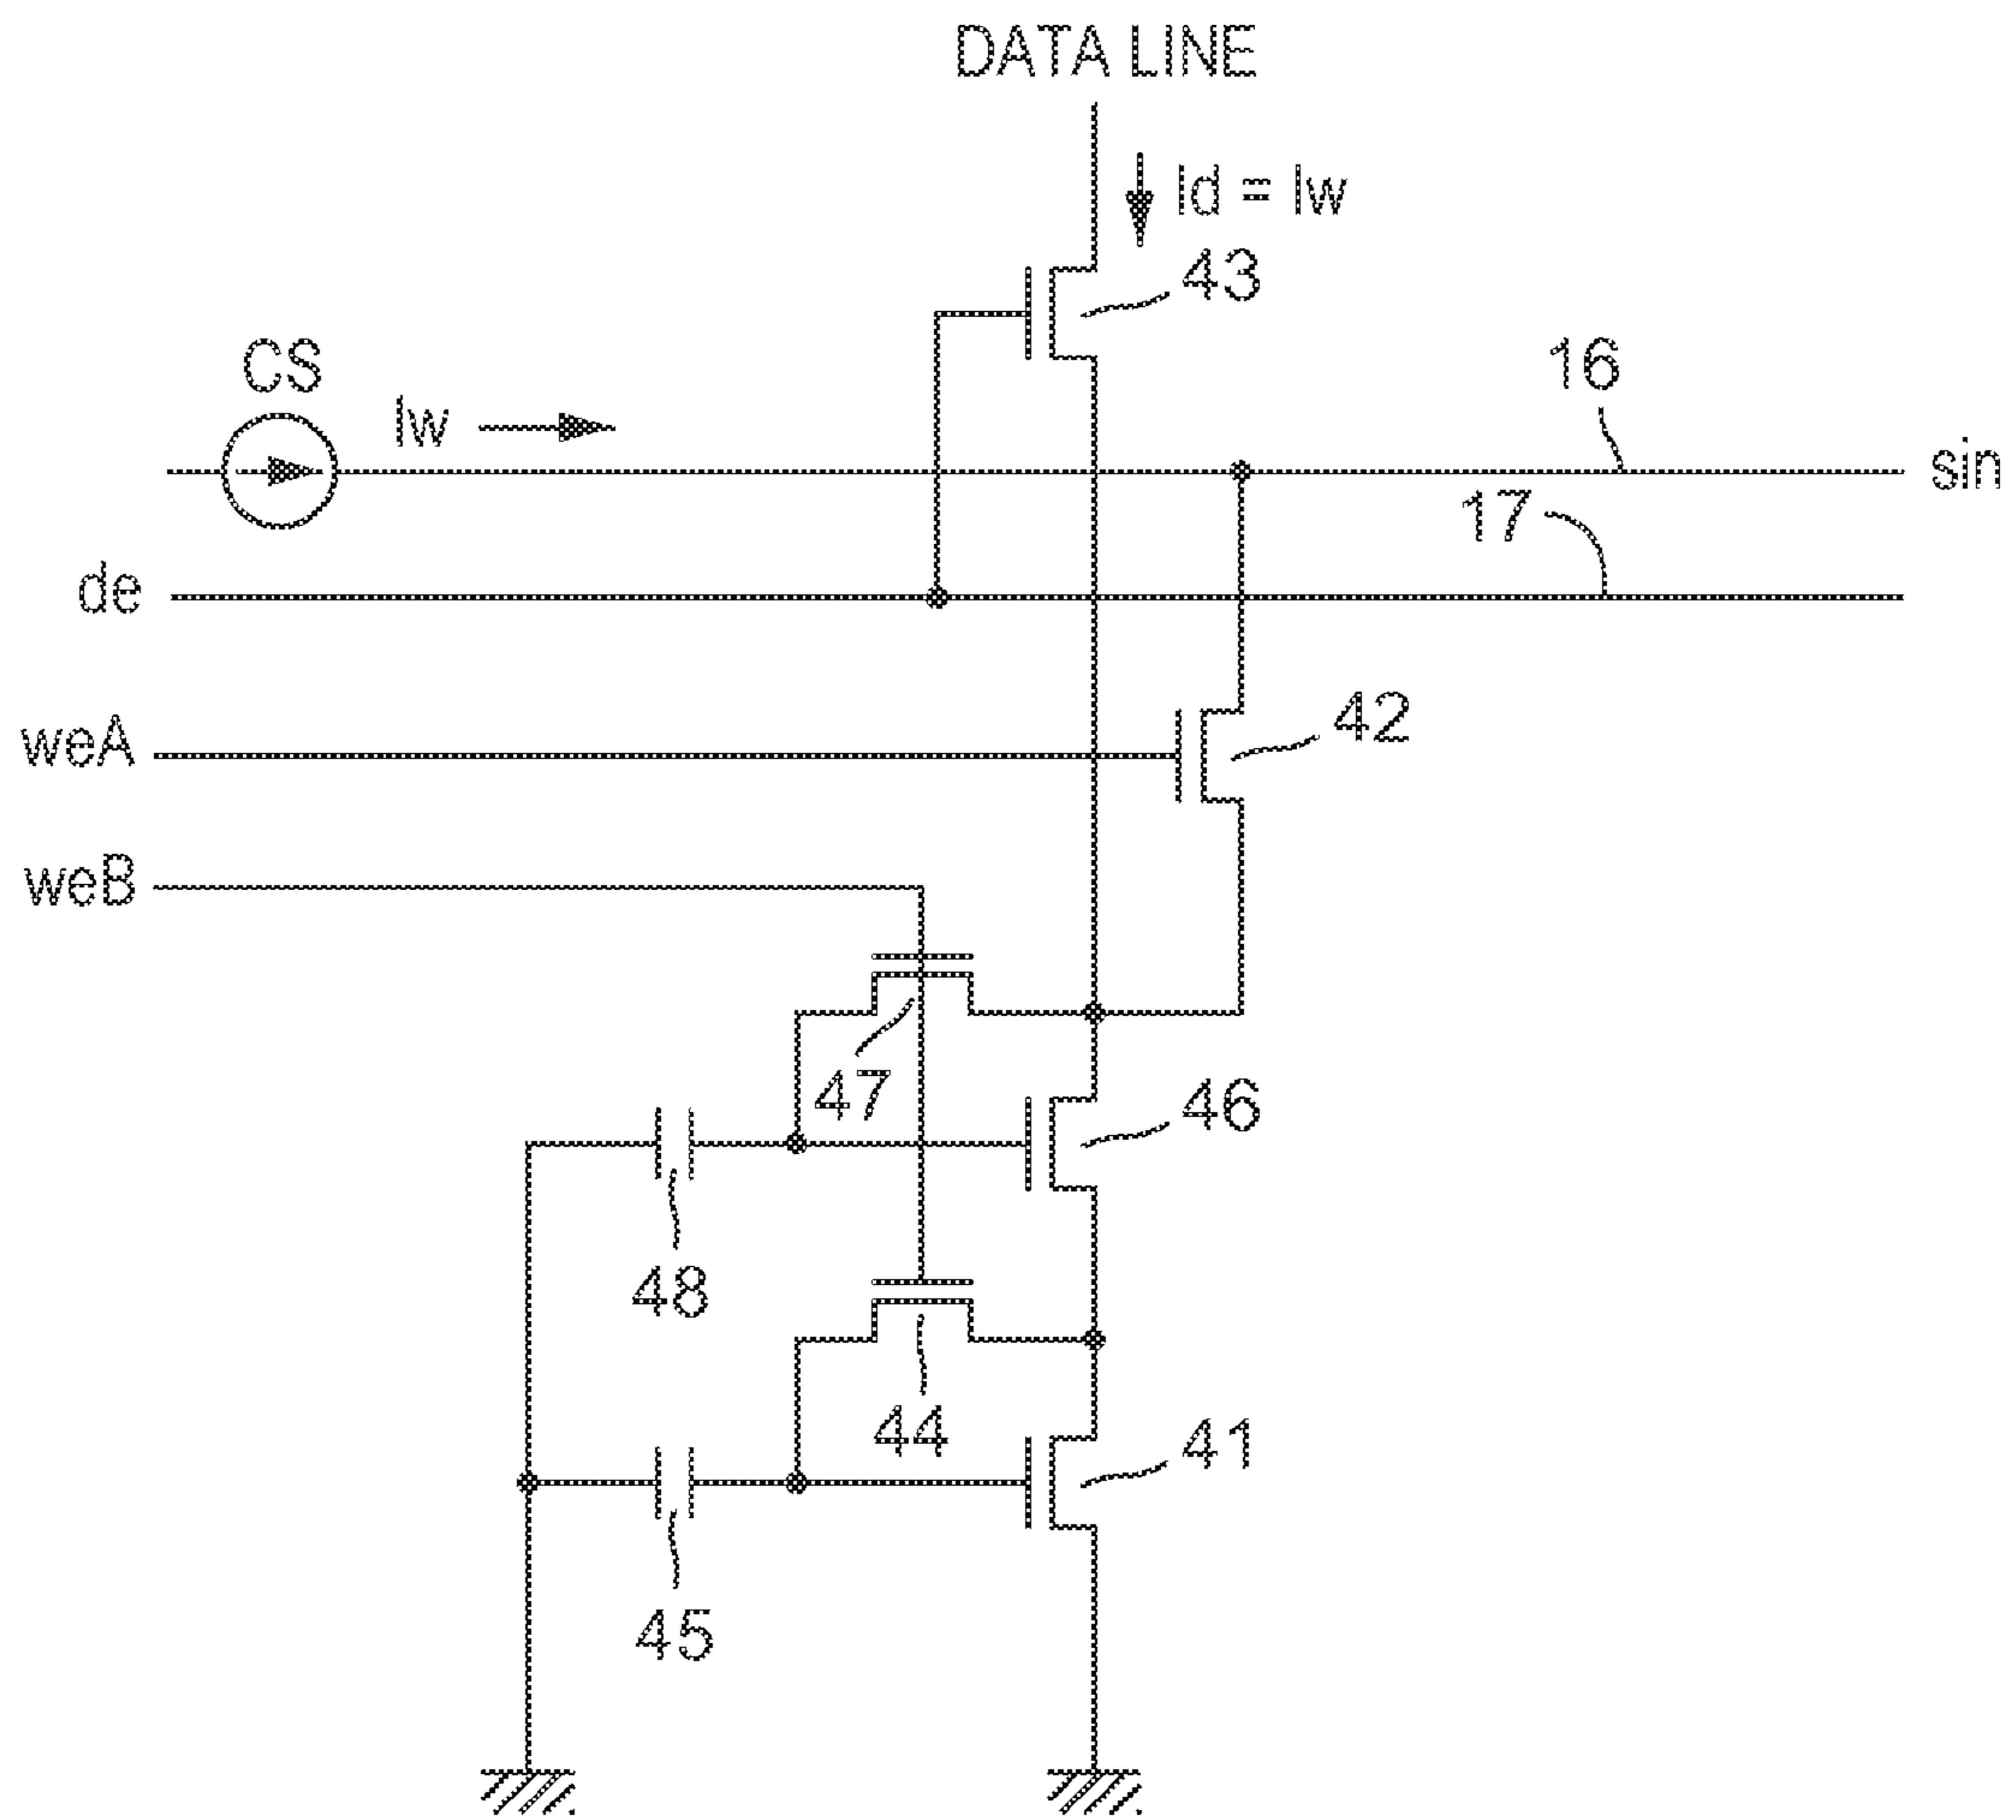 DATA LINE
Id = Iw
43
CS
Iw
16
sin
17
de
42
weA
weB
47
46
48
44
41
45